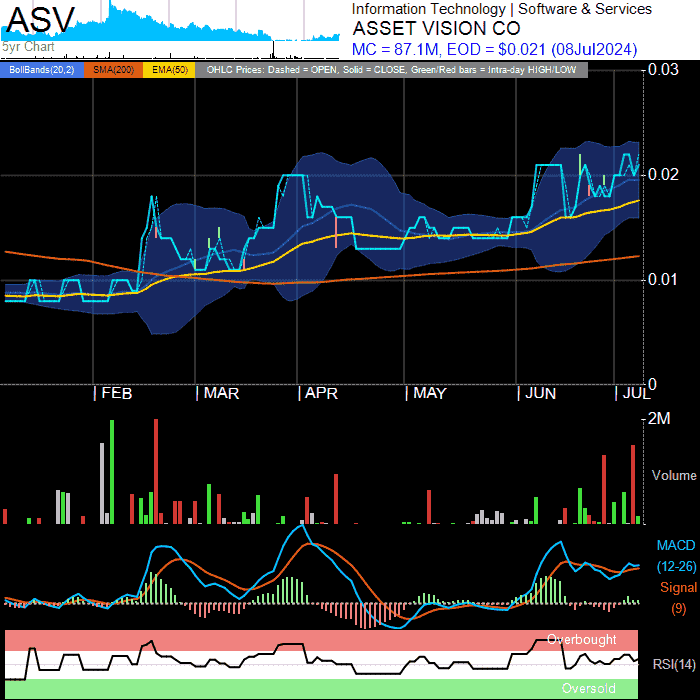 ASV
5yr Chart
Information Technology | Software & Services
ASSET VISION CO
MC = 87.1M, EOD = $0.021 (08Jul2024)
BollBands(20,2) SMA(200) EMA(50) OHLC Prices: Dashed = OPEN, Solid = CLOSE, Green/Red bars = Intra-day HIGH/LOW
0.03
0.02
0.01
0
| FEB | MAR | APR | MAY | JUN | JUL
2M
Volume
MACD
(12-26)
Signal
(9)
Overbought
RSI(14)
Oversold